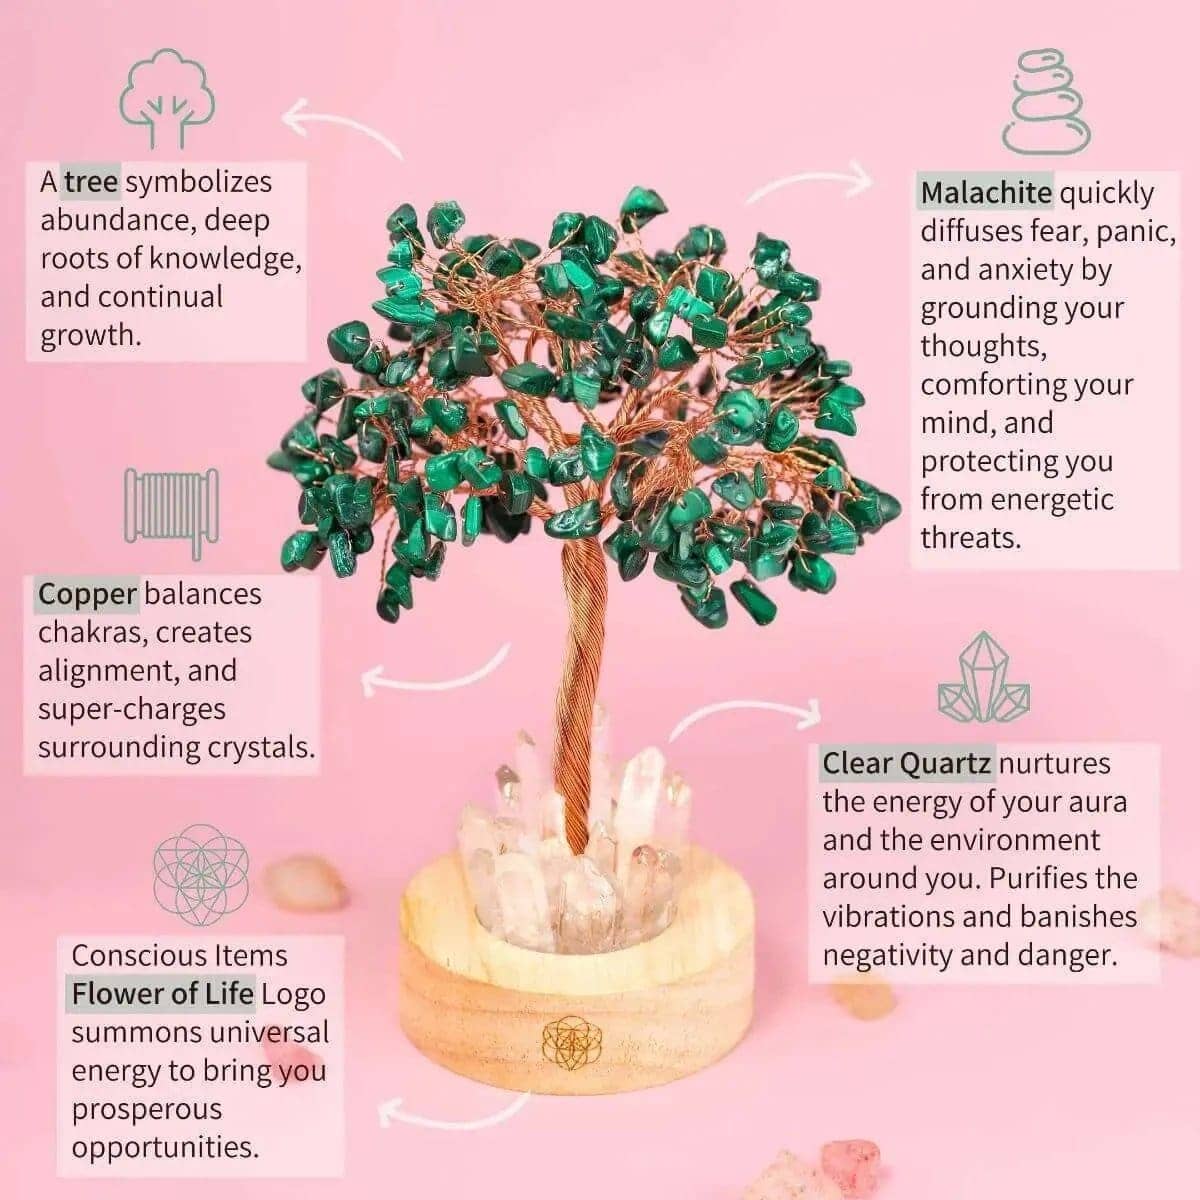 A tree symbolizes
abundance, deep
roots of knowledge,
and continual
growth.
Malachite quickly
diffuses fear, panic,
and anxiety by
grounding your
thoughts,
comforting your
mind, and
protecting you
from energetic
threats.
Copper balances
chakras, creates
alignment, and
super-charges
surrounding crystals.
Clear Quartz nurtures
the energy of your aura
and the environment
around you. Purifies the
vibrations and banishes
negativity and danger.
Conscious Items
Flower of Life Logo
summons universal
energy to bring you
prosperous
opportunities.